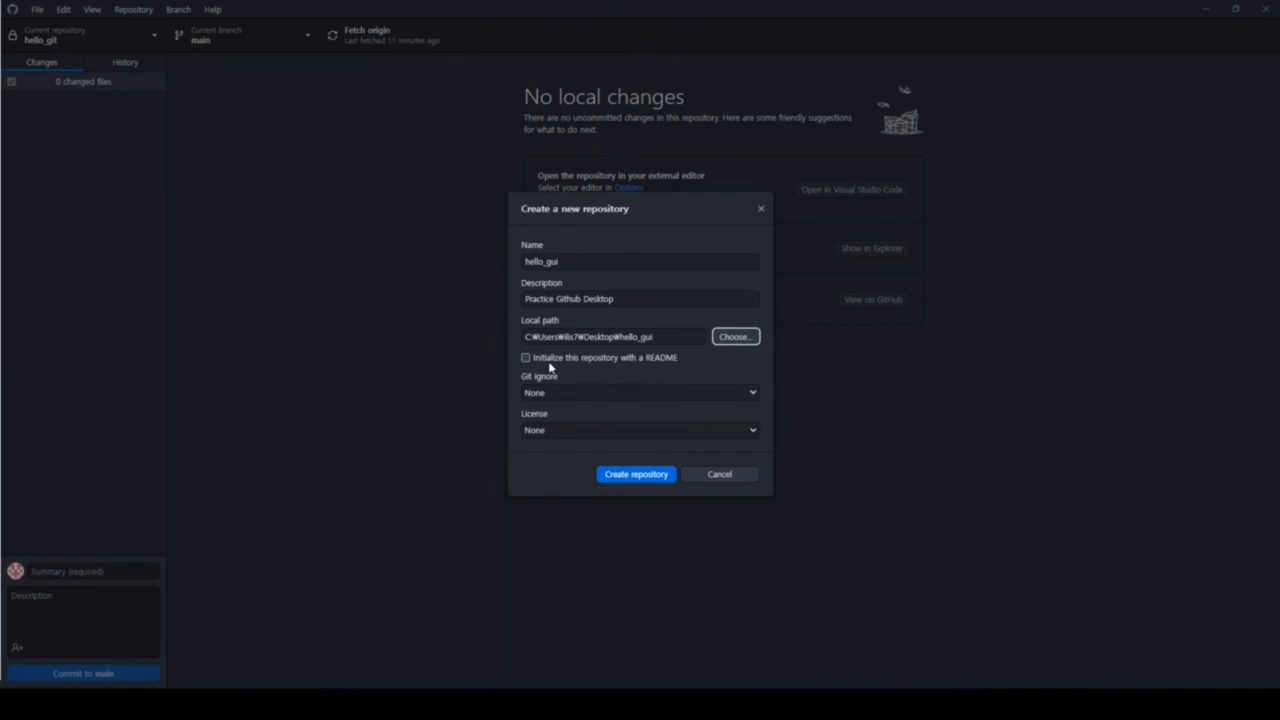 File Edit View Repository Branch Help
Current repository
hello_git
Current branch
main
Fetch origin
Last fetched 11 minutes ago
Changes History
0 changed files
No local changes
There are no uncommitted changes in this repository. Here are some friendly suggestions
for what to do next.
Open the repository in your external editor
Select your editor in Options
Open in Visual Studio Code
Show in Explorer
View on GitHub
Create a new repository
Name
hello_gui
Description
Practice Github Desktop
Local path
C:₩Users₩ilis7₩Desktop₩hello_gui
Choose...
Initialize this repository with a README
Git ignore
None
License
None
Create repository Cancel
Summary (required)
Description
Commit to main